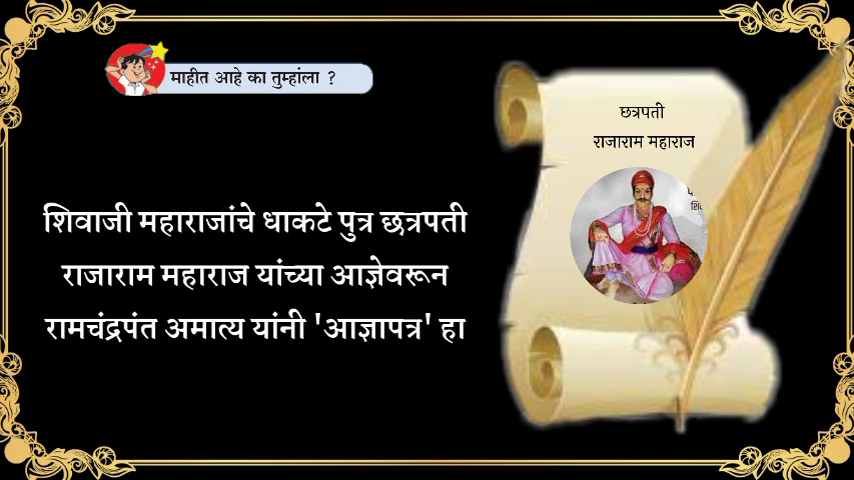 माहीत आहे का तुम्हांला ?
शिवाजी महाराजांचे धाकटे पुत्र छत्रपती
राजाराम महाराज यांच्या आज्ञेवरून
रामचंद्रपंत अमात्य यांनी 'आज्ञापत्र' हा
छत्रपती
राजाराम महाराज